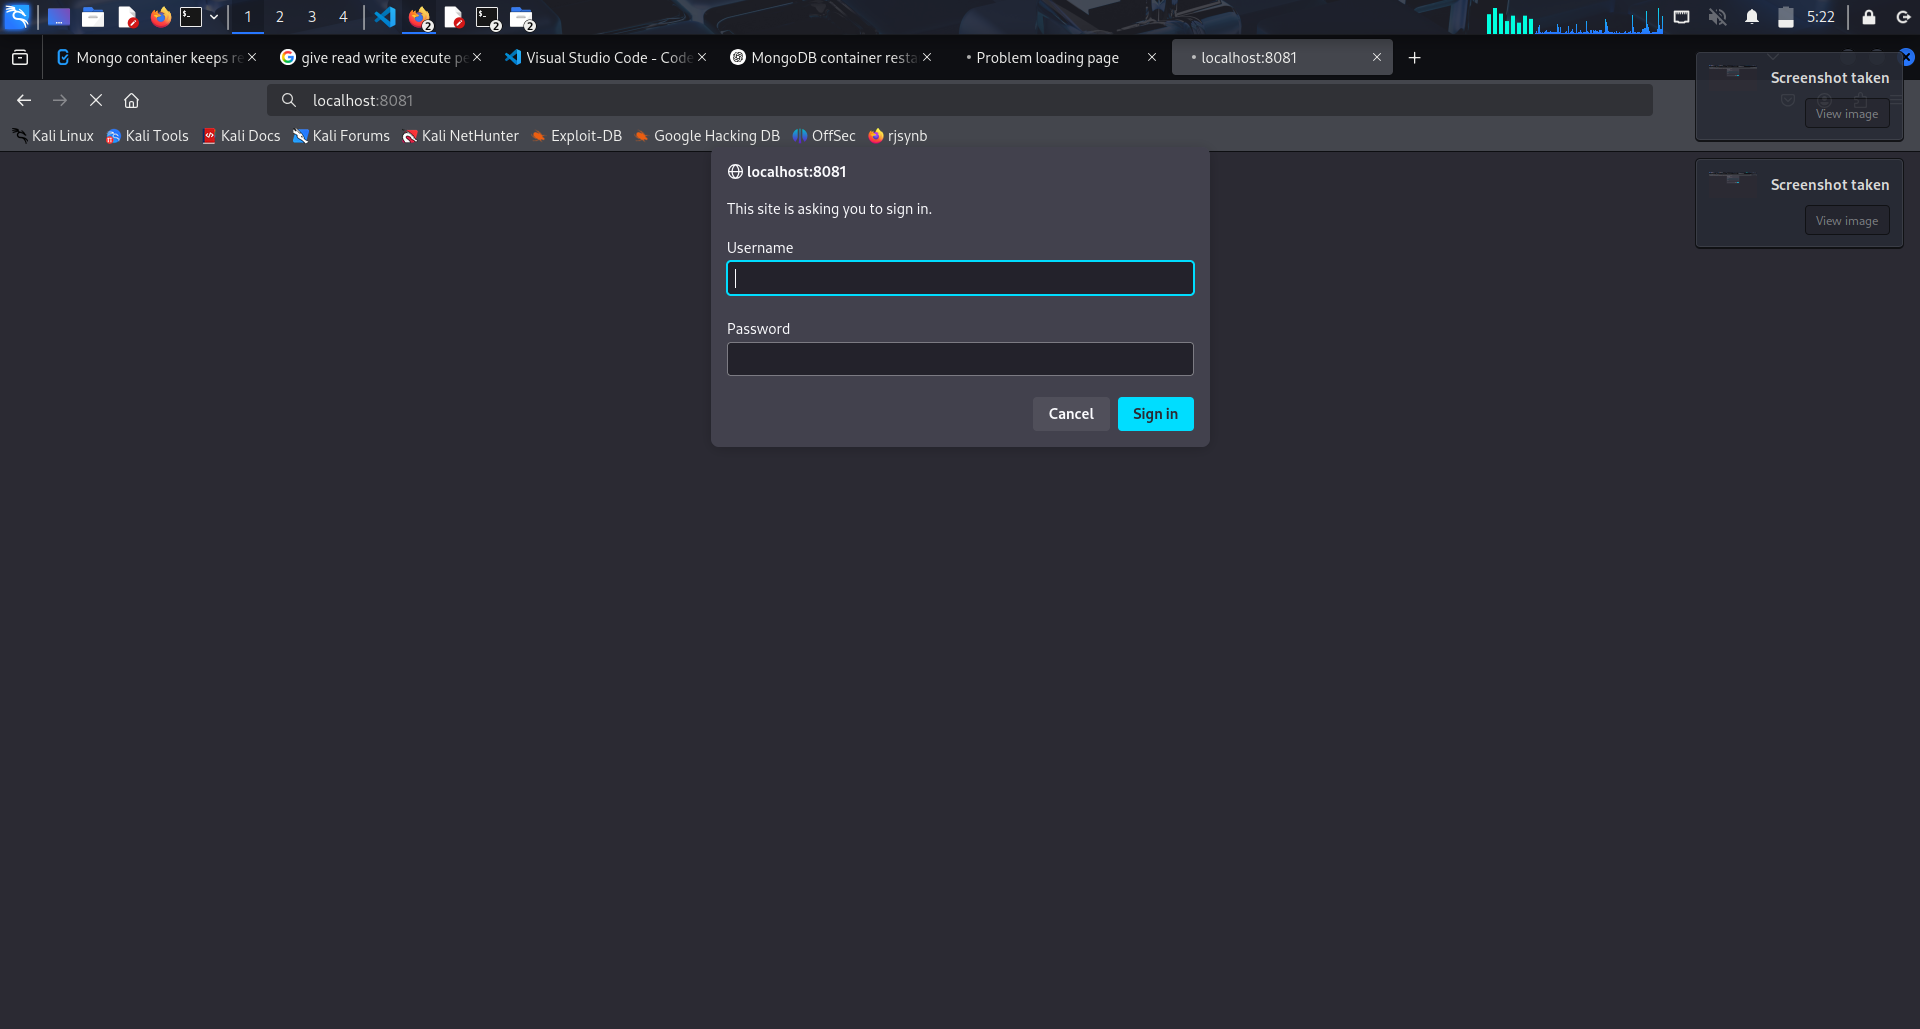 1 2 3 4 2 2 2 5:22
Mongo container keeps re give read write execute pe Visual Studio Code - Code MongoDB container resta Problem loading page localhost:8081
Screenshot taken
View image
localhost:8081
Kali Linux Kali Tools Kali Docs Kali Forums Kali NetHunter Exploit-DB Google Hacking DB OffSec rjsynb
localhost:8081
Screenshot taken
View image
This site is asking you to sign in.
Username
Password
Cancel Sign in